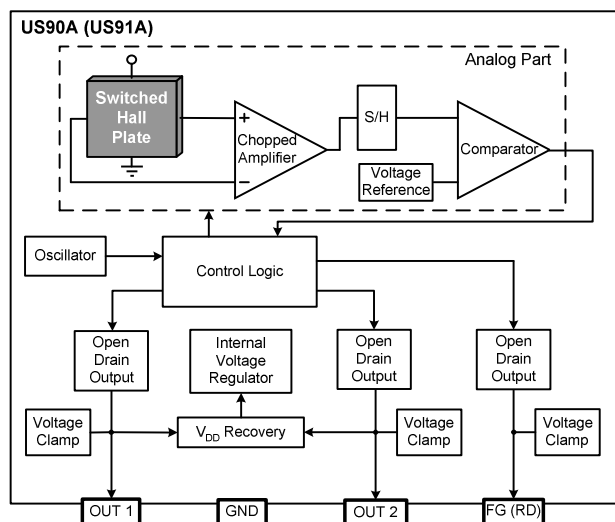 US90A (US91A)
Analog Part
Switched
Hall
Plate
+
−
Chopped
Amplifier
S/H
Voltage
Reference
Comparator
Oscillator
Control Logic
Open
Drain
Output
Internal
Voltage
Regulator
Open
Drain
Output
Open
Drain
Output
Voltage
Clamp
VDD Recovery
Voltage
Clamp
Voltage
Clamp
OUT 1
GND
OUT 2
FG (RD)